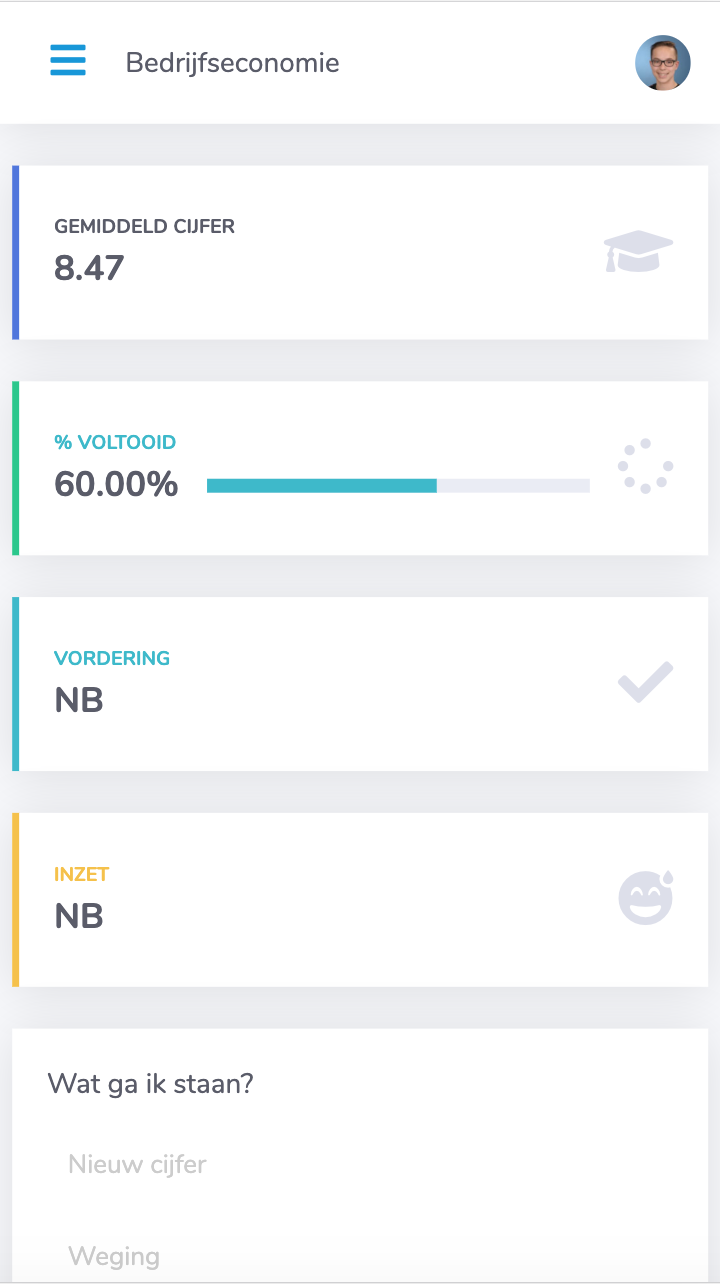 Bedrijfseconomie
GEMIDDELD CIJFER
8.47
% VOLTOOID
60.00%
VORDERING
NB
INZET
NB
Wat ga ik staan?
Nieuw cijfer
Weging